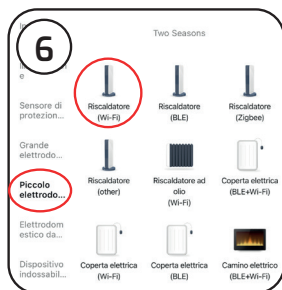 6
Two Seasons
e
Sensore di
protezion...
Grande
elettrodo...
Piccolo
elettrodo...
Elettrodom
estico da...
Dispositivo
indossabil...
Riscaldatore
(Wi-Fi)
Riscaldatore
(BLE)
Riscaldatore
(Zigbee)
Riscaldatore
(other)
Riscaldatore ad
olio
(Wi-Fi)
Coperta elettrica
(BLE+Wi-Fi)
Coperta elettrica
(Wi-Fi)
Coperta elettrica
(BLE)
Camino elettrico
(BLE+Wi-Fi)